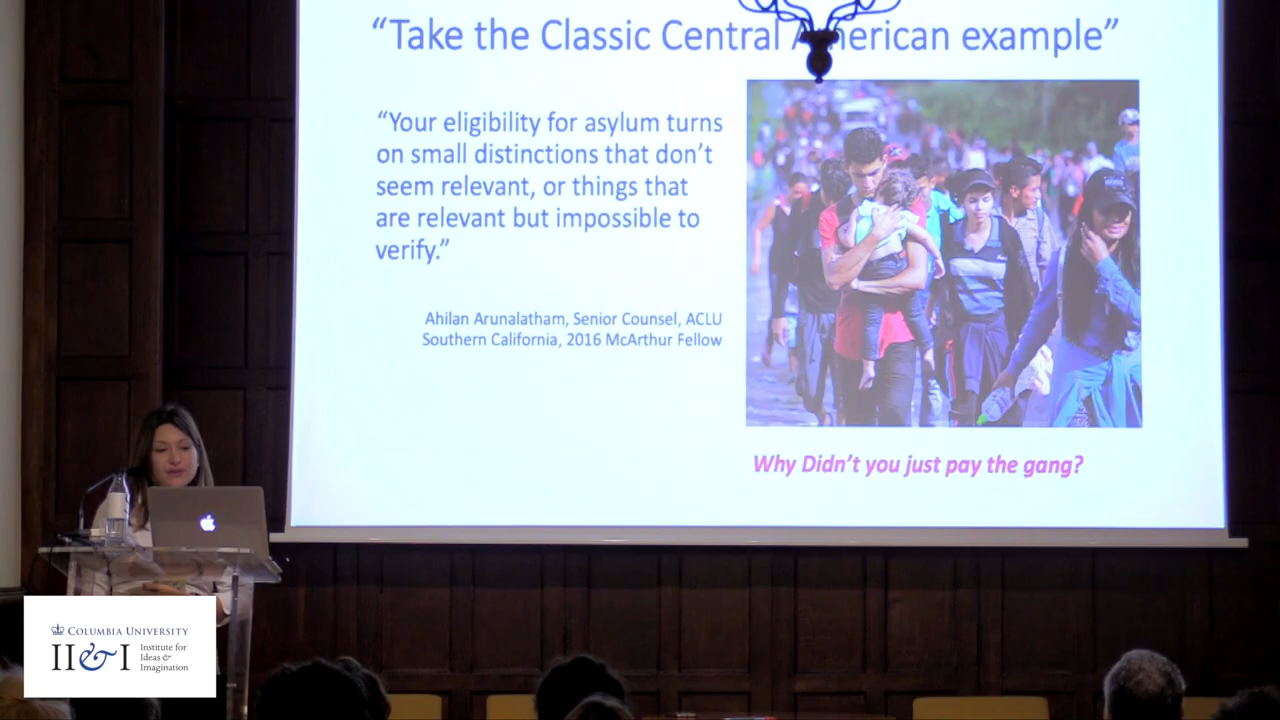 “Take the Classic Central American example”
“Your eligibility for asylum turns
on small distinctions that don’t
seem relevant, or things that
are relevant but impossible to
verify.”
Ahilan Arunalatham, Senior Counsel, ACLU
Southern California, 2016 McArthur Fellow
Why Didn’t you just pay the gang?
COLUMBIA UNIVERSITY
II&I
Institute for
Ideas &
Imagination